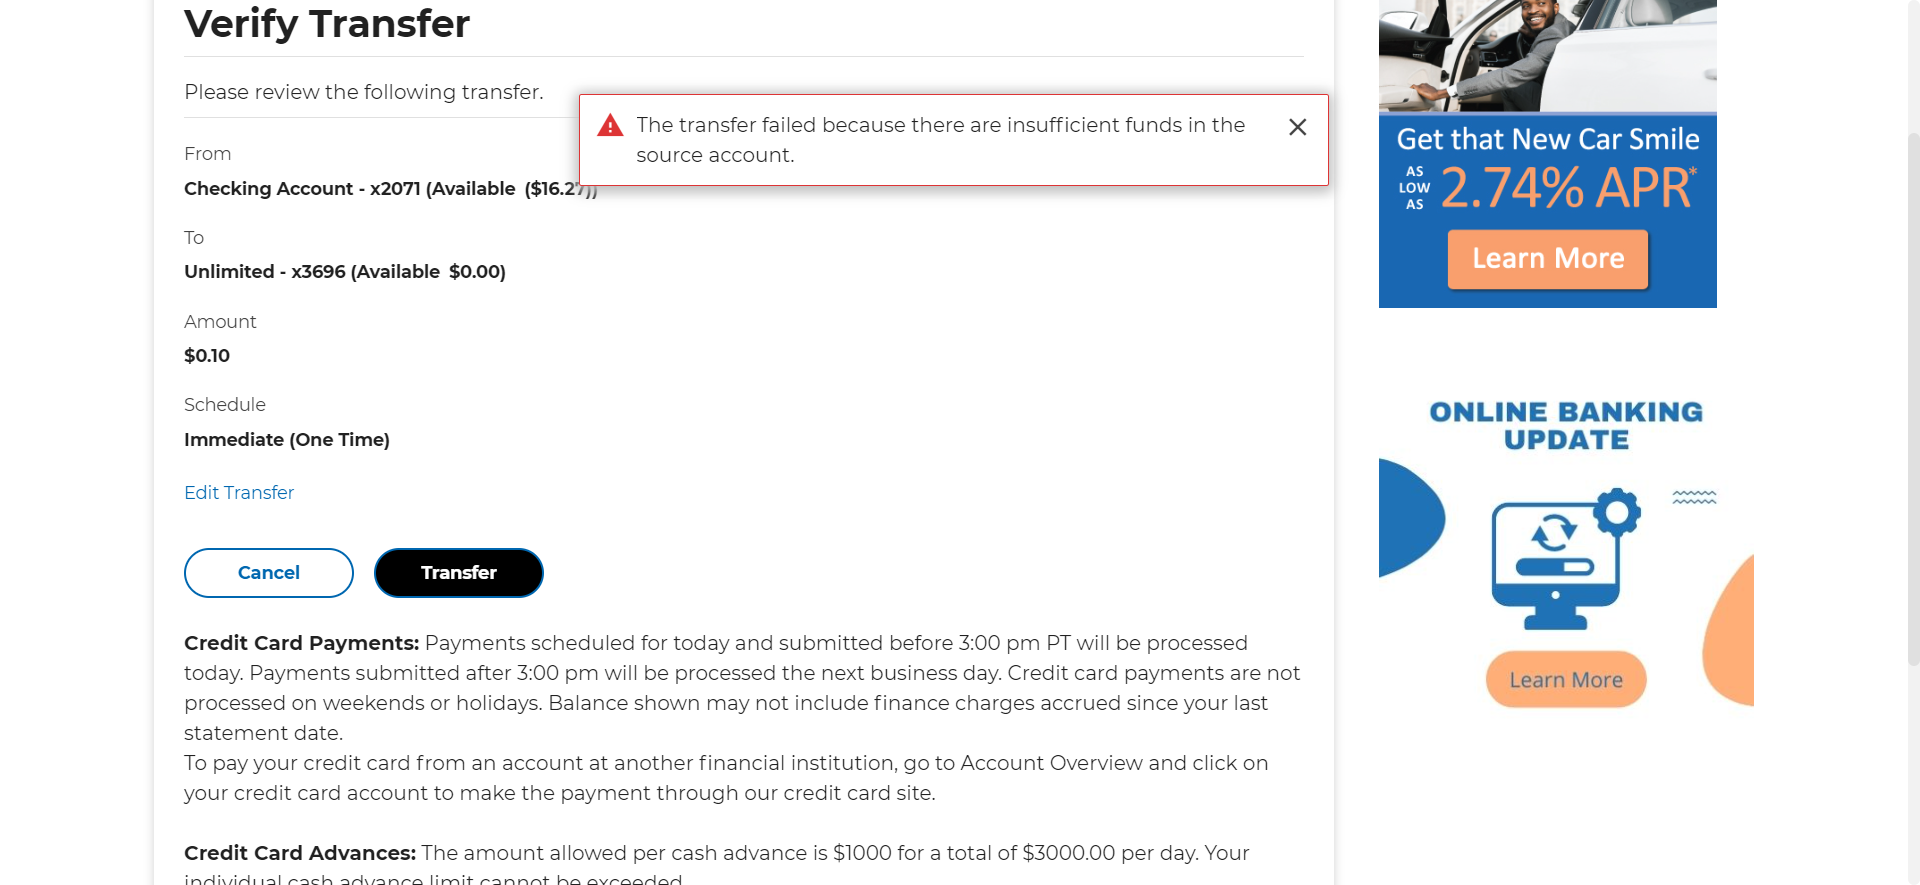 Verify Transfer
Please review the following transfer.
The transfer failed because there are insufficient funds in the
source account.
From
Checking Account - x2071 (Available ($16.27))
To
Unlimited - x3696 (Available $0.00)
Amount
$0.10
Schedule
Immediate (One Time)
Edit Transfer
Cancel
Transfer
Credit Card Payments: Payments scheduled for today and submitted before 3:00 pm PT will be processed
today. Payments submitted after 3:00 pm will be processed the next business day. Credit card payments are not
processed on weekends or holidays. Balance shown may not include finance charges accrued since your last
statement date.
To pay your credit card from an account at another financial institution, go to Account Overview and click on
your credit card account to make the payment through our credit card site.
Credit Card Advances: The amount allowed per cash advance is $1000 for a total of $3000.00 per day. Your
individual cash advance limit cannot be exceeded.
Get that New Car Smile
AS
LOW
AS
2.74% APR*
Learn More
ONLINE BANKING
UPDATE
Learn More